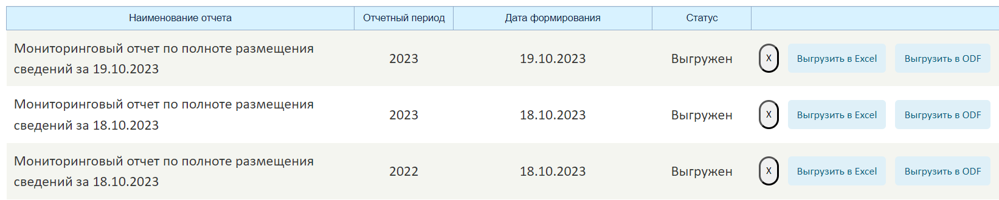 Наименование отчета Отчетный период Дата формирования Статус
Мониторинговый отчет по полноте размещения
сведений за 19.10.2023
2023 19.10.2023 Выгружен X Выгрузить в Excel Выгрузить в ODF
Мониторинговый отчет по полноте размещения
сведений за 18.10.2023
2023 18.10.2023 Выгружен X Выгрузить в Excel Выгрузить в ODF
Мониторинговый отчет по полноте размещения
сведений за 18.10.2023
2022 18.10.2023 Выгружен X Выгрузить в Excel Выгрузить в ODF